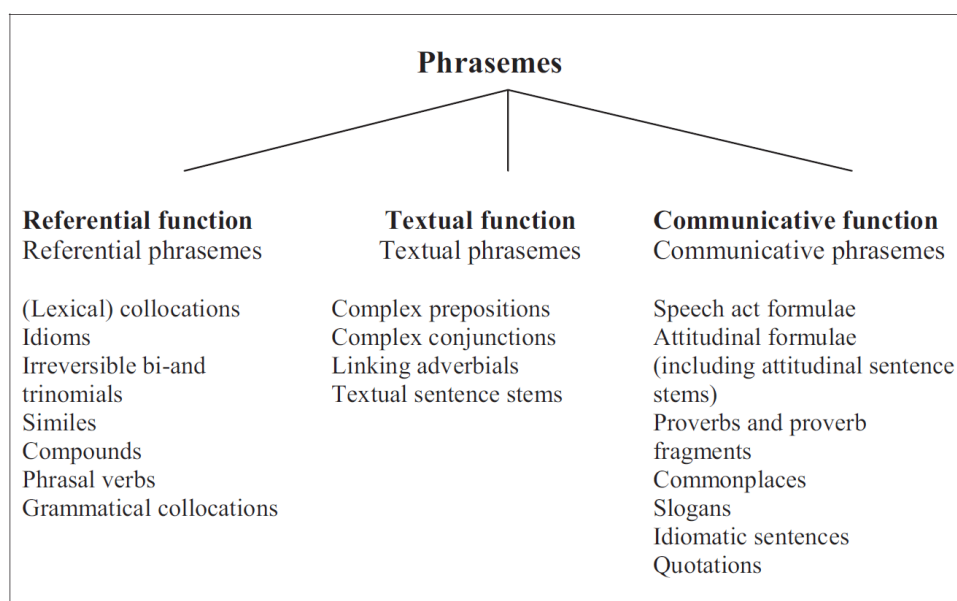 Phrasemes
Referential function
Referential phrasemes
(Lexical) collocations
Idioms
Irreversible bi-and
trinomials
Similes
Compounds
Phrasal verbs
Grammatical collocations
Textual function
Textual phrasemes
Complex prepositions
Complex conjunctions
Linking adverbials
Textual sentence stems
Communicative function
Communicative phrasemes
Speech act formulae
Attitudinal formulae
(including attitudinal sentence
stems)
Proverbs and proverb
fragments
Commonplaces
Slogans
Idiomatic sentences
Quotations